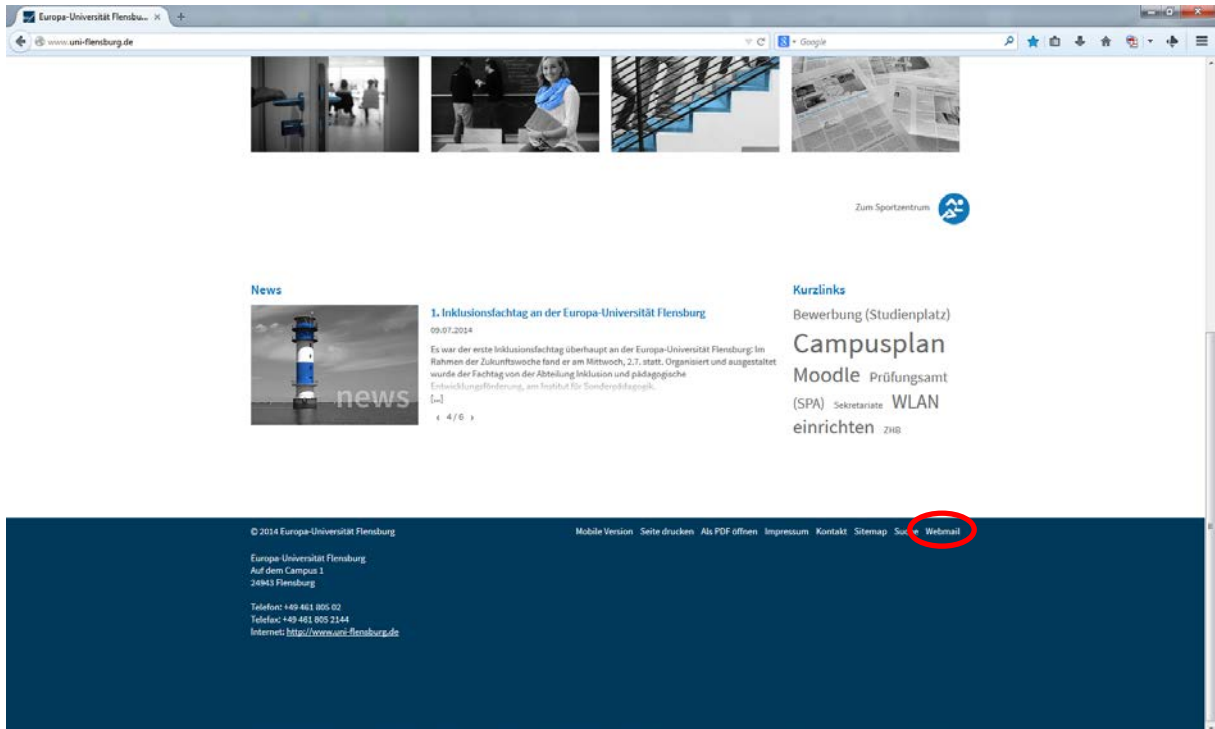 Europa-Universität Flensbu...
www.uni-flensburg.de
Google
Zum Sportzentrum
News
news
1. Inklusionsfachtag an der Europa-Universität Flensburg
09.07.2014
Es war der erste Inklusionsfachtag überhaupt an der Europa-Universität Flensburg: Im
Rahmen der Zukunftswoche fand er am Mittwoch, 2.7. statt. Organisiert und ausgestaltet
wurde der Fachtag von der Abteilung Inklusion und pädagogische
Entwicklungsförderung, am Institut für Sonderpädagogik.
[...]
‹ 4/6 ›
Kurzlinks
Bewerbung (Studienplatz)
Campusplan
Moodle Prüfungsamt
(SPA) Sekretariate WLAN
einrichten ZHB
© 2014 Europa-Universität Flensburg
Mobile Version Seite drucken Als PDF öffnen Impressum Kontakt Sitemap Suche Webmail
Europa-Universität Flensburg
Auf dem Campus 1
24943 Flensburg
Telefon: +49 461 805 02
Telefax: +49 461 805 2144
Internet: http://www.uni-flensburg.de